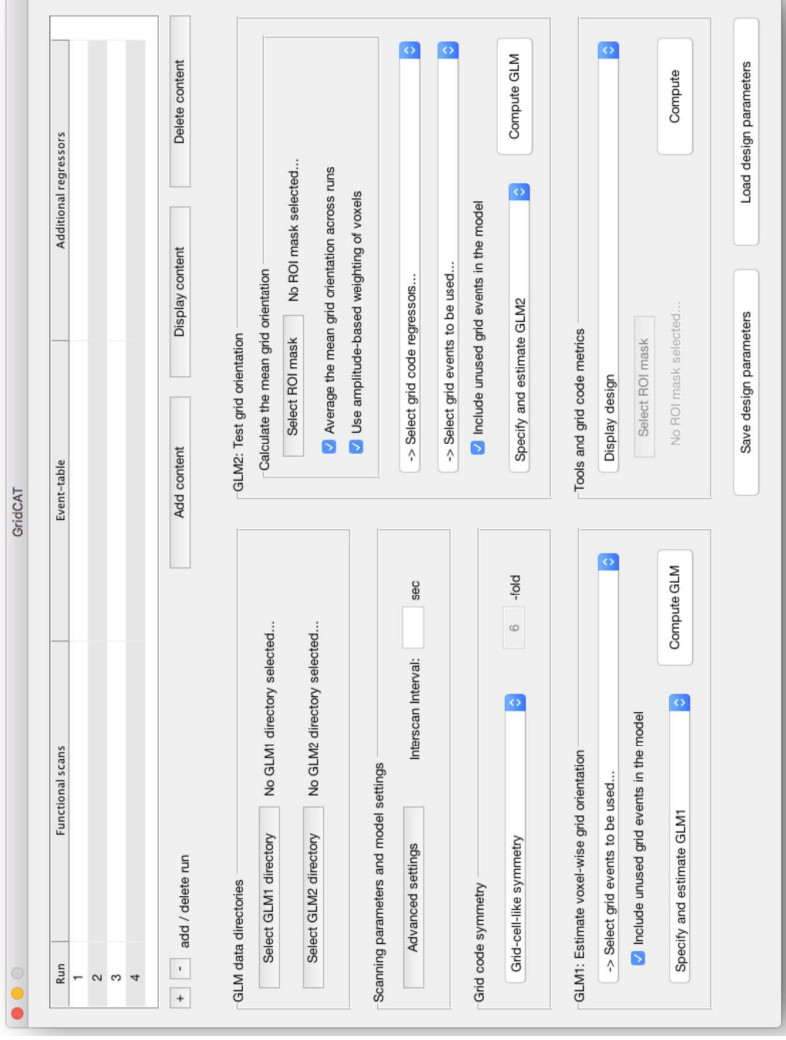 GridCAT
Run Functional scans Event-table Additional regressors
1
2
3
4
+ - add / delete run Add content Display content Delete content
GLM data directories
Select GLM1 directory No GLM1 directory selected...
Select GLM2 directory No GLM2 directory selected...
Scanning parameters and model settings
Advanced settings Interscan Interval: sec
Grid code symmetry
Grid-cell-like symmetry 6 -fold
GLM1: Estimate voxel-wise grid orientation
-> Select grid events to be used...
Include unused grid events in the model
Specify and estimate GLM1 Compute GLM
GLM2: Test grid orientation
Calculate the mean grid orientation
Select ROI mask No ROI mask selected...
Average the mean grid orientation across runs
Use amplitude-based weighting of voxels
-> Select grid code regressors...
-> Select grid events to be used...
Include unused grid events in the model
Specify and estimate GLM2 Compute GLM
Tools and grid code metrics
Display design
Select ROI mask Compute
No ROI mask selected...
Save design parameters Load design parameters